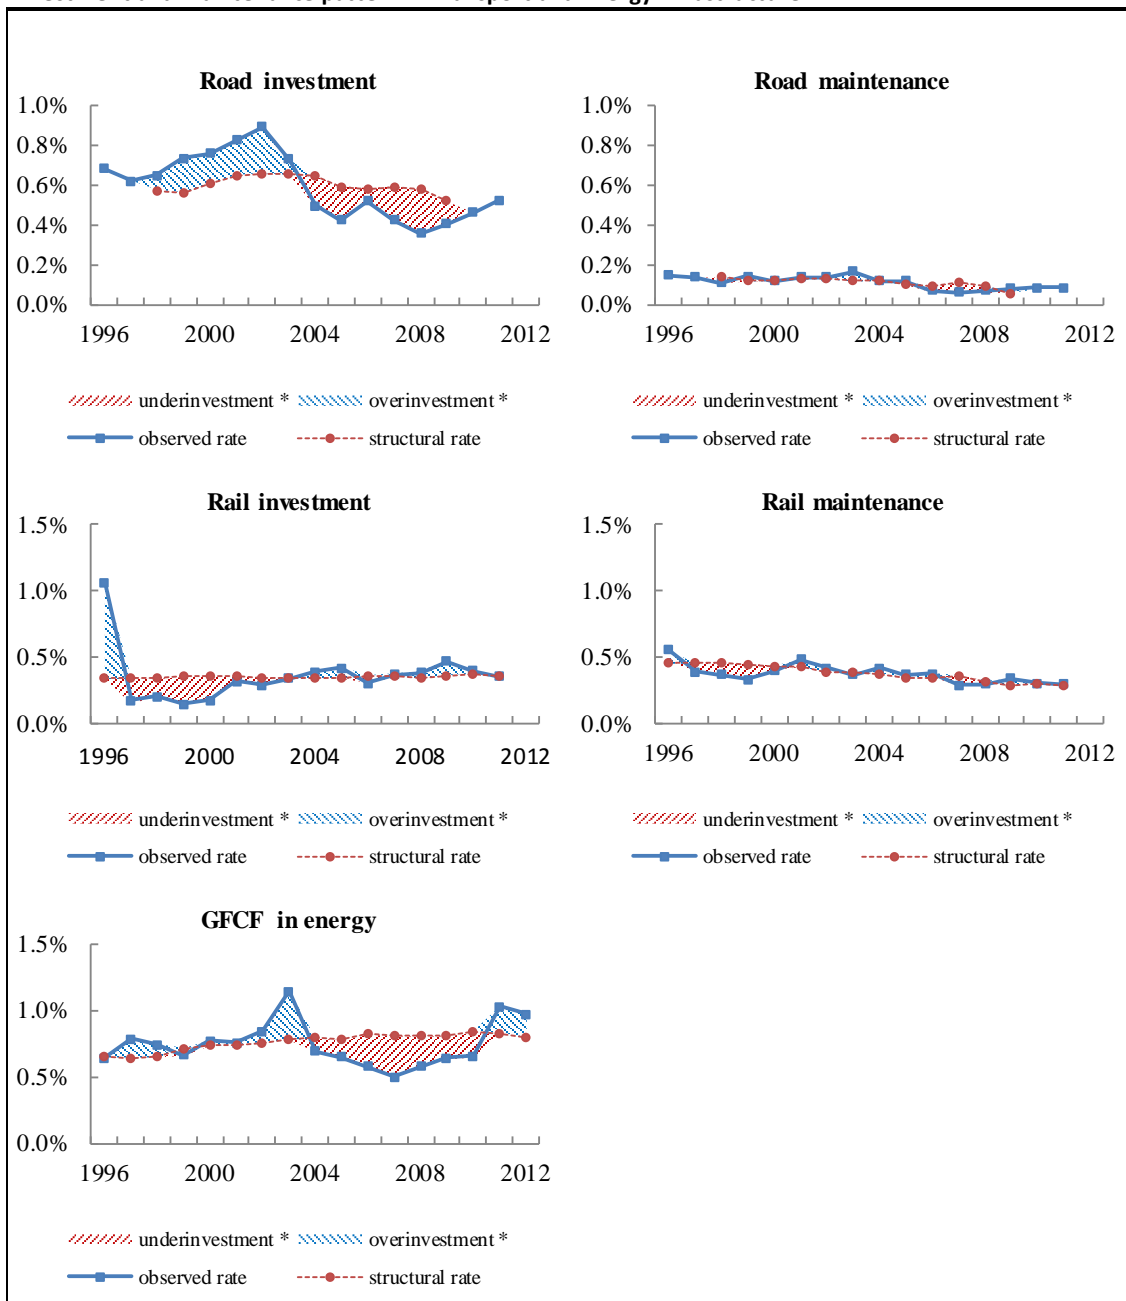 Road investment
1.0%
0.8%
0.6%
0.4%
0.2%
0.0%
1996 2000 2004 2008 2012
underinvestment * overinvestment *
observed rate structural rate
Road maintenance
1.0%
0.8%
0.6%
0.4%
0.2%
0.0%
1996 2000 2004 2008 2012
underinvestment * overinvestment *
observed rate structural rate
Rail investment
1.5%
1.0%
0.5%
0.0%
1996 2000 2004 2008 2012
underinvestment * overinvestment *
observed rate structural rate
Rail maintenance
1.5%
1.0%
0.5%
0.0%
1996 2000 2004 2008 2012
underinvestment * overinvestment *
observed rate structural rate
GFCF in energy
1.5%
1.0%
0.5%
0.0%
1996 2000 2004 2008 2012
underinvestment * overinvestment *
observed rate structural rate